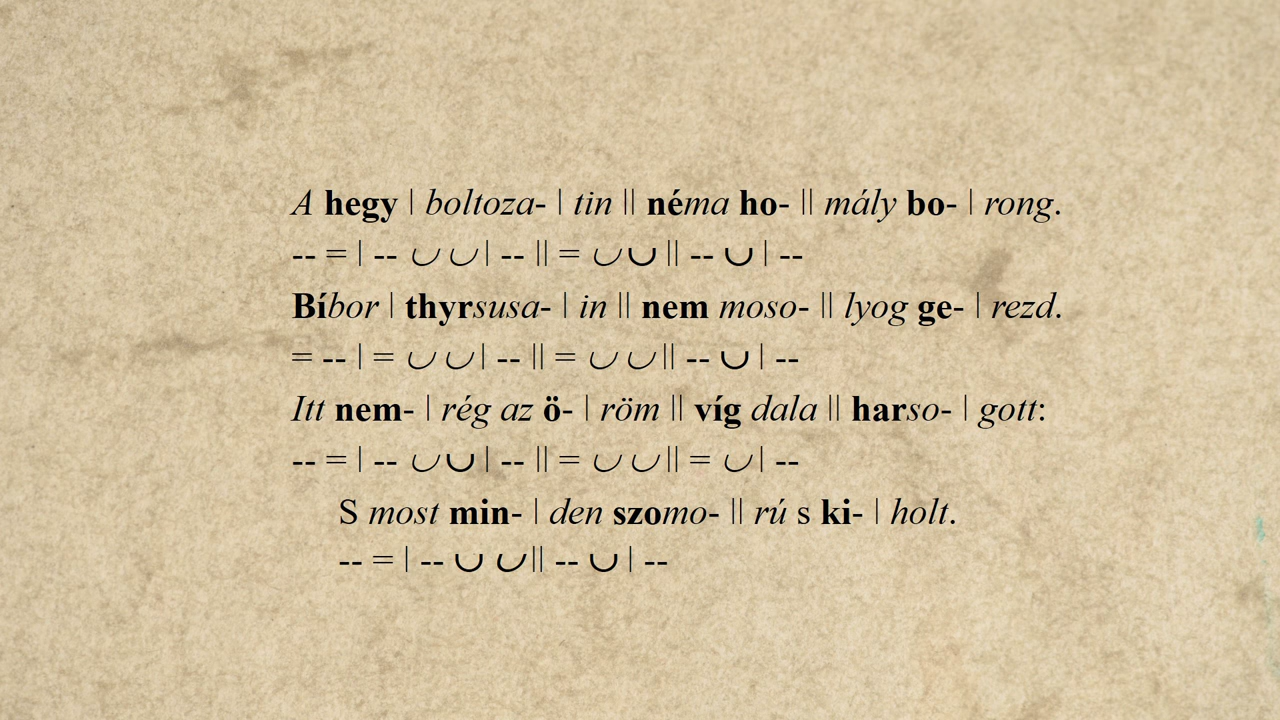 A hegy | boltoza- | tin || néma ho- || mály bo- | rong.
-- = | -- ◡ ◡ | -- || = ◡ ◡ || -- ◡ | --
Bíbor | thyrsusa- | in || nem moso- || lyog ge- | rezd.
= -- | = ◡ ◡ | -- || = ◡ ◡ || -- ◡ | --
Itt nem- | rég az ö- | röm || víg dala || harso- | gott:
-- = | -- ◡ ◡ | -- || = ◡ ◡ || = ◡ | --
S most min- | den szomo- || rú s ki- | holt.
-- = | -- ◡ ◡ || -- ◡ | --